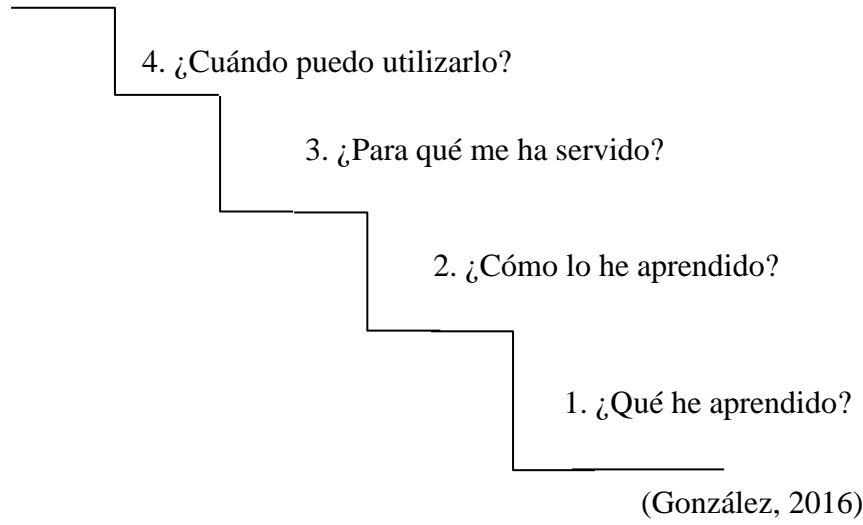 4. ¿Cuándo puedo utilizarlo?
3. ¿Para qué me ha servido?
2. ¿Cómo lo he aprendido?
1. ¿Qué he aprendido?
(González, 2016)